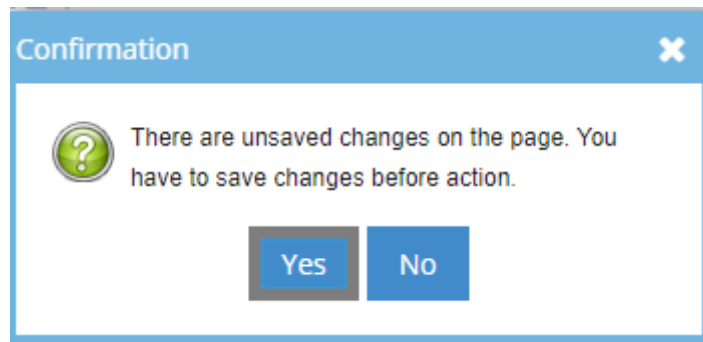 Confirmation
There are unsaved changes on the page. You
have to save changes before action.
Yes
No